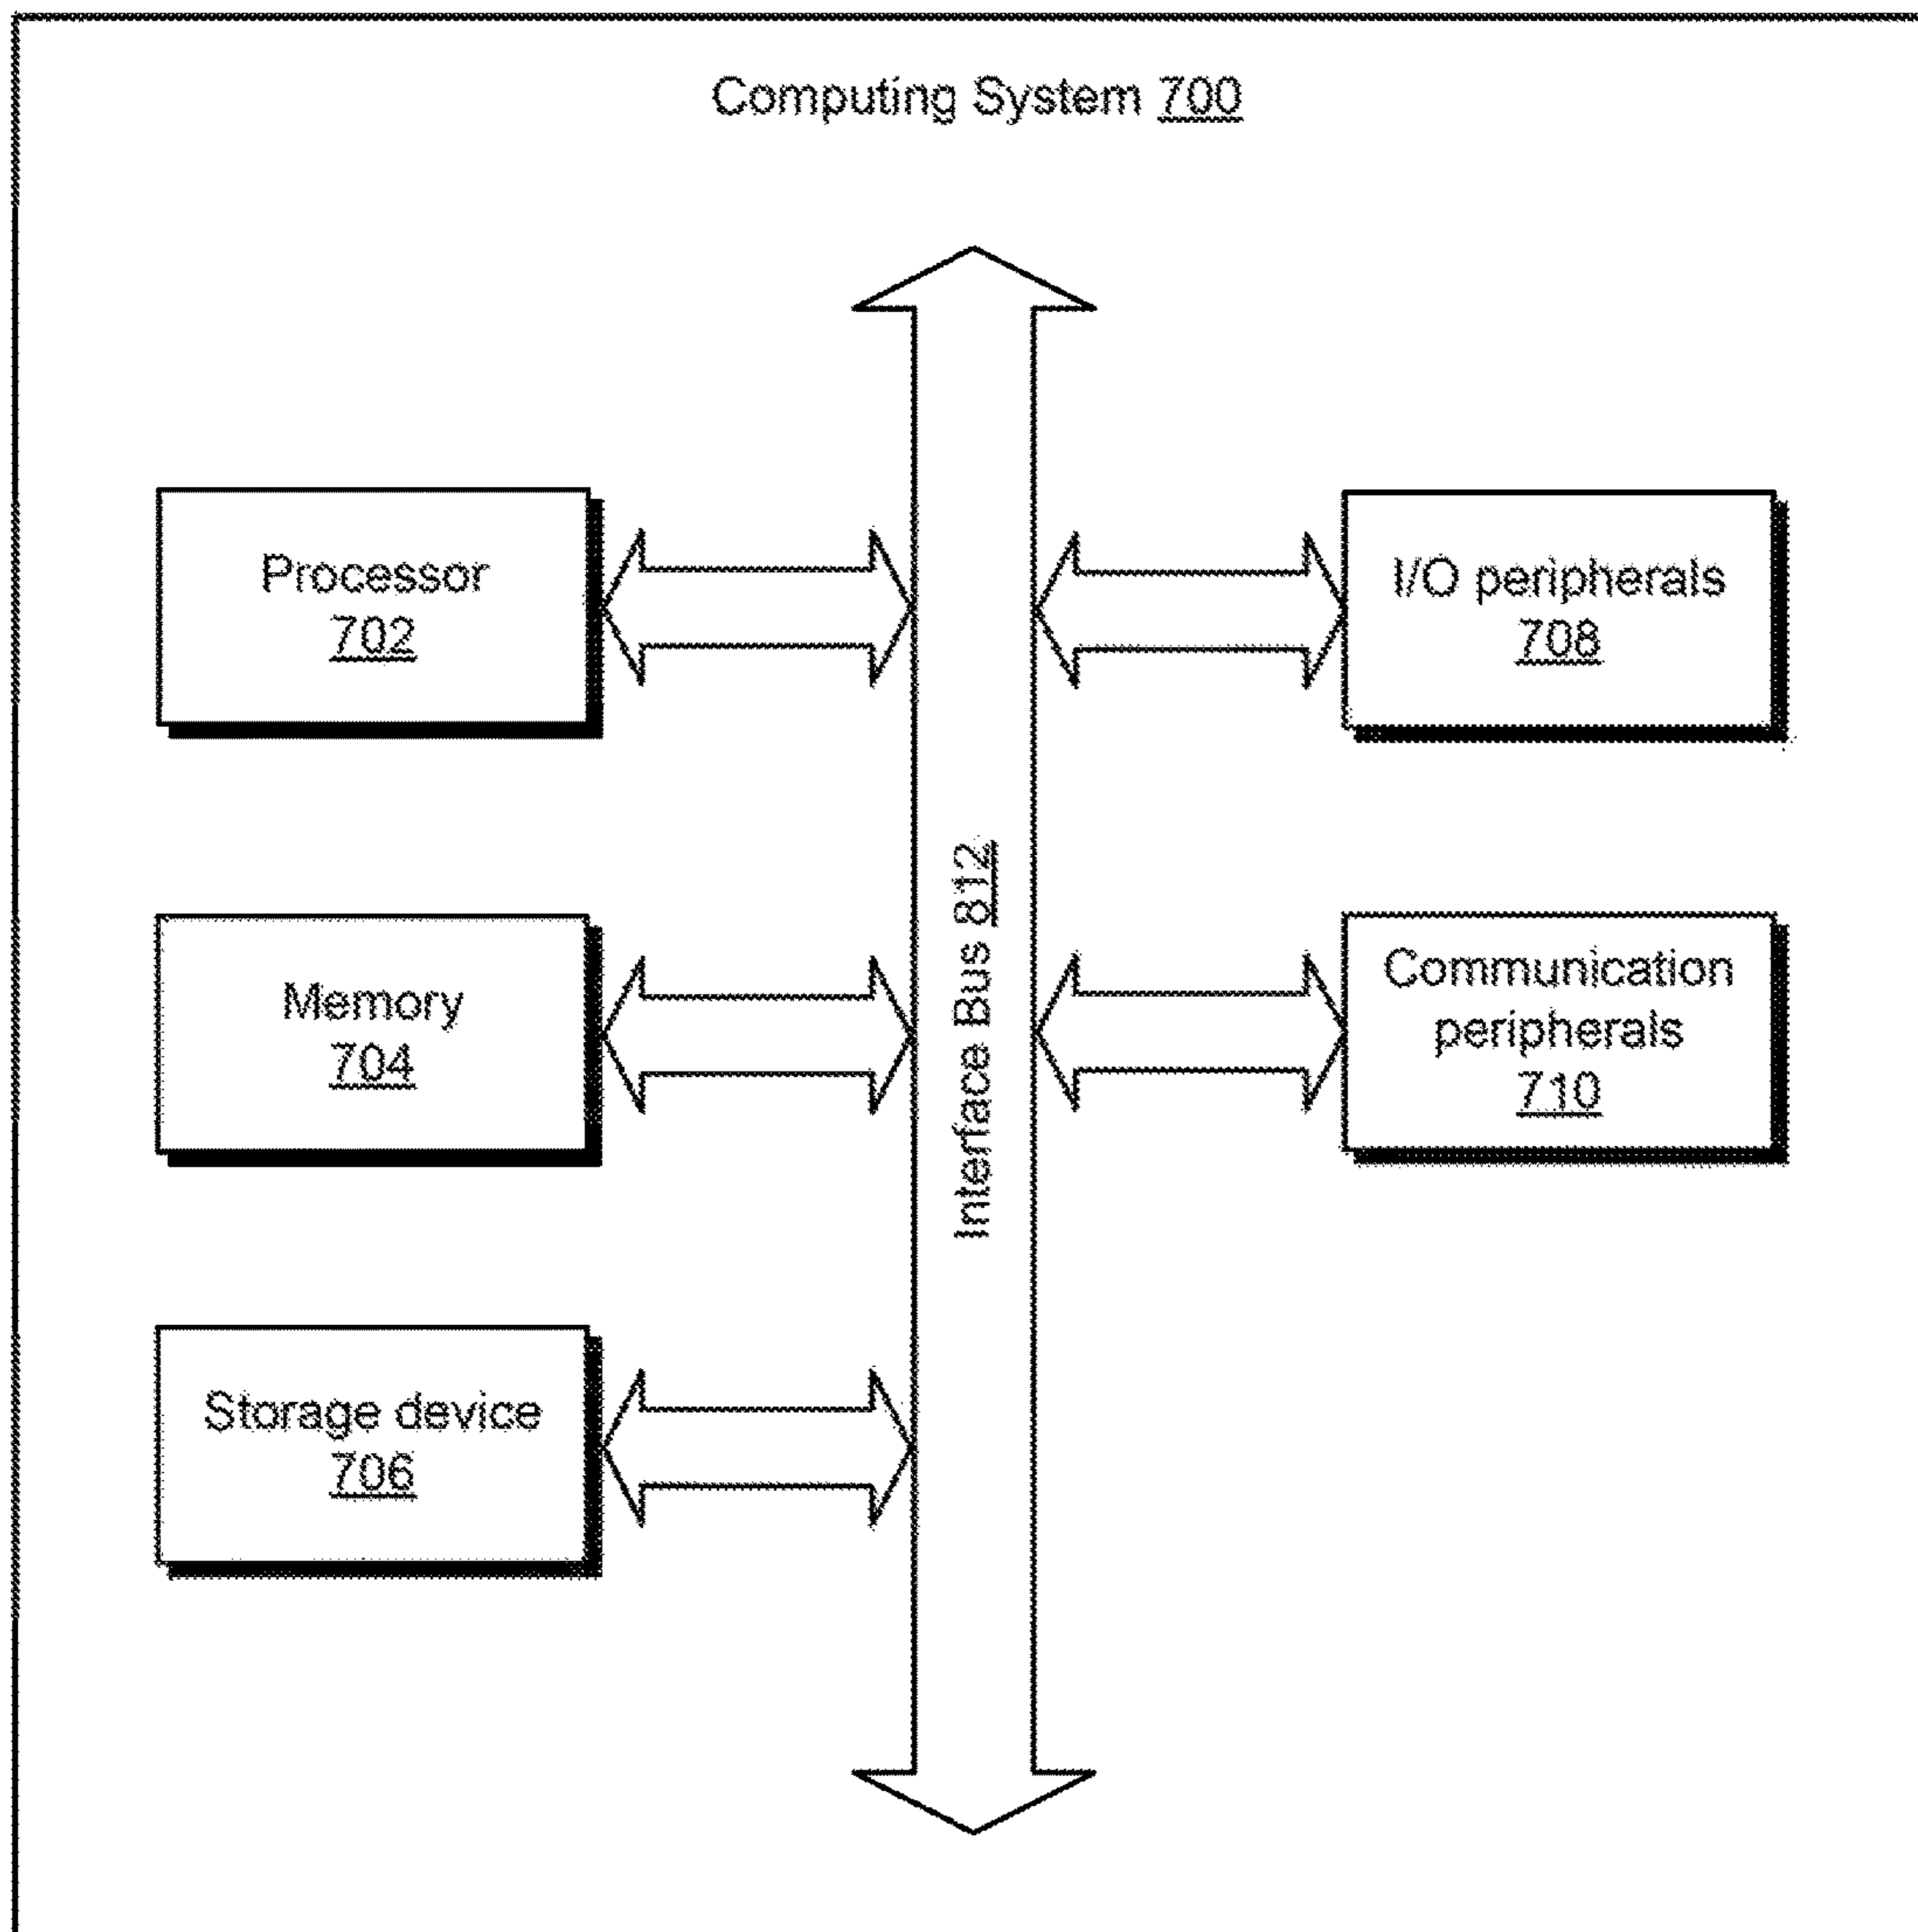 Computing System 700
Processor
702
I/O peripherals
708
Interface Bus 812
Memory
704
Communication
peripherals
710
Storage device
706